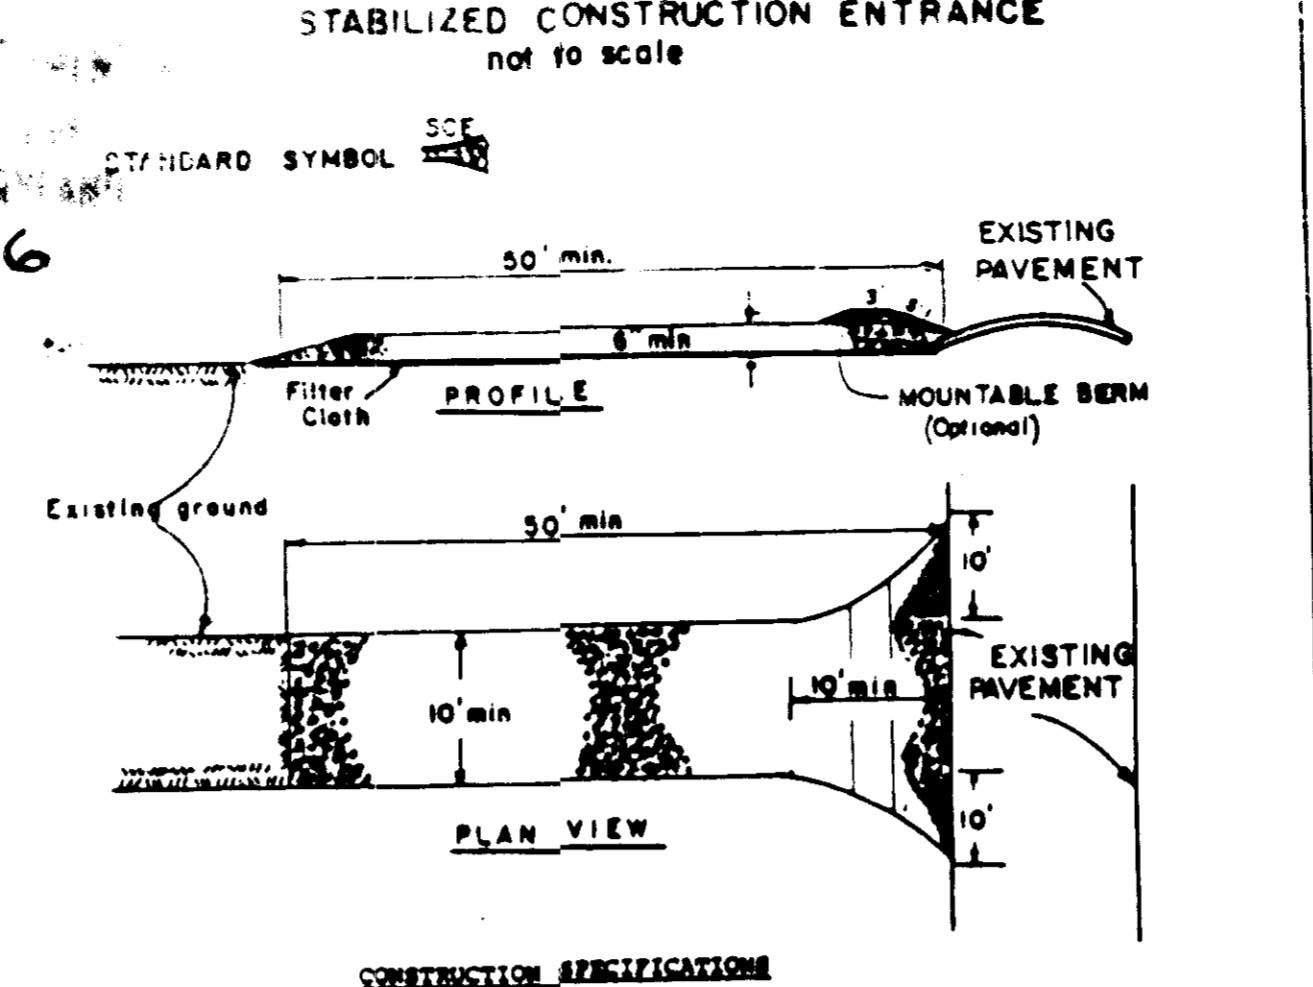 STABILIZED CONSTRUCTION ENTRANCE
not to scale
SCE
STANDARD SYMBOL
6
EXISTING
PAVEMENT
50' min.
3
6" min
Filter
Cloth
PROFILE
MOUNTABLE BERM
(Optional)
Existing ground
50' min
10'
EXISTING
PAVEMENT
10' min
10' min
10'
PLAN VIEW
CONSTRUCTION SPECIFICATIONS